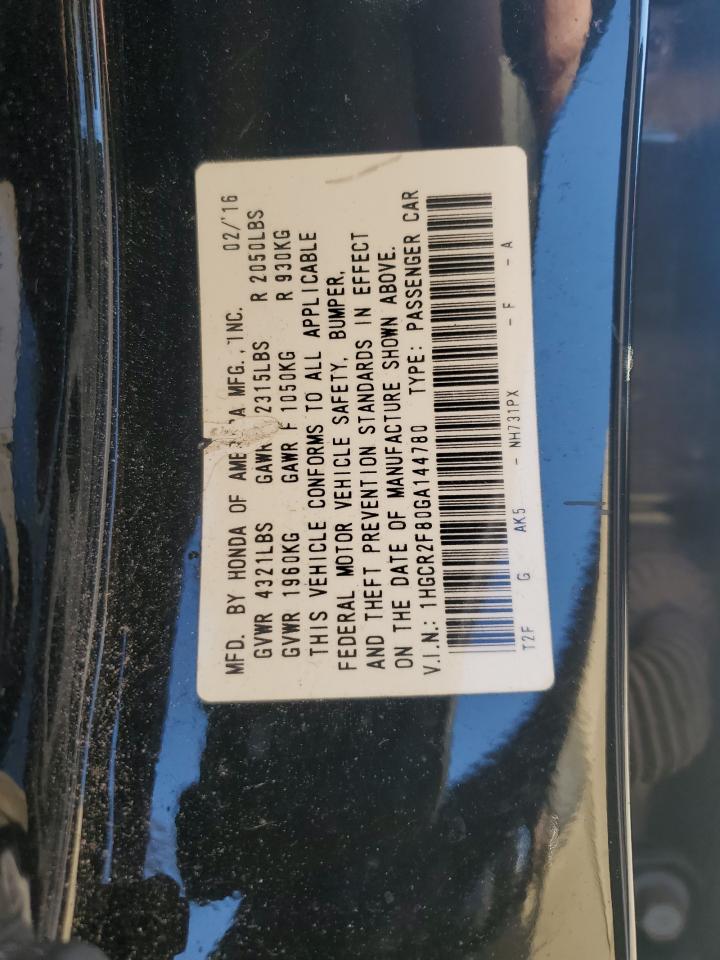 MFD. BY HONDA OF AMERICA MFG., INC. 02/'16
GVWR 4321LBS GAWR F 2315LBS R 2050LBS
GVWR 1960KG GAWR F 1050KG R 930KG
THIS VEHICLE CONFORMS TO ALL APPLICABLE
FEDERAL MOTOR VEHICLE SAFETY, BUMPER,
AND THEFT PREVENTION STANDARDS IN EFFECT
ON THE DATE OF MANUFACTURE SHOWN ABOVE.
V.I.N.: 1HGCR2F80GA144780 TYPE: PASSENGER CAR
T2F G AK5 - NH731PX - F - A